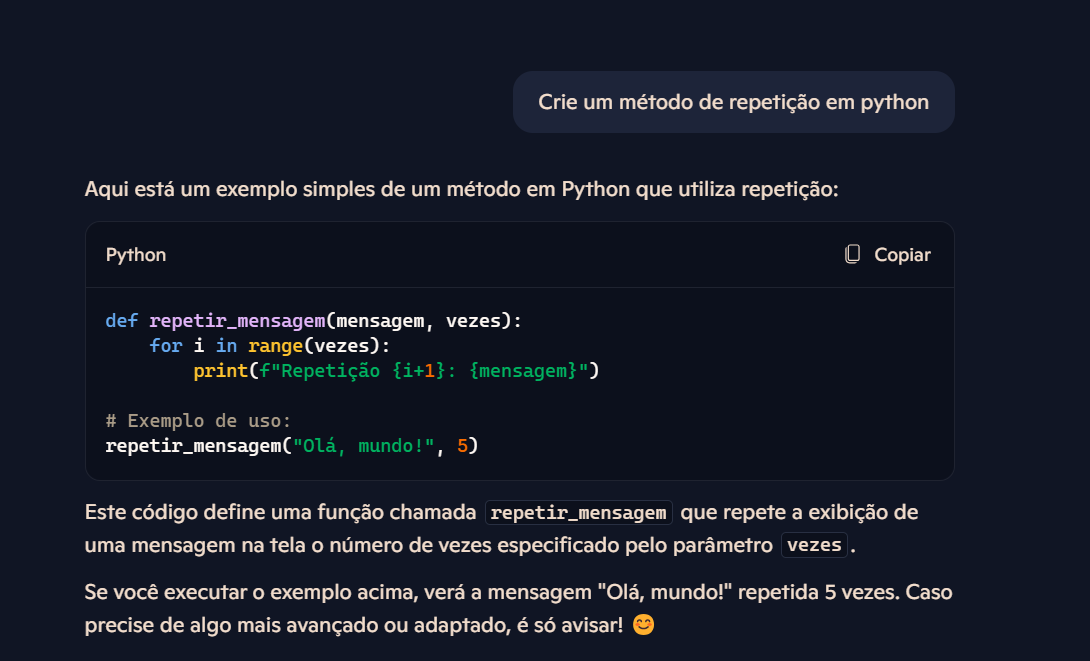 Crie um método de repetição em python
Aqui está um exemplo simples de um método em Python que utiliza repetição:
Python
Copiar
def repetir_mensagem(mensagem, vezes):
    for i in range(vezes):
        print(f"Repetição {i+1}: {mensagem}")
# Exemplo de uso:
repetir_mensagem("Olá, mundo!", 5)
Este código define uma função chamada repetir_mensagem que repete a exibição de
uma mensagem na tela o número de vezes especificado pelo parâmetro vezes.
Se você executar o exemplo acima, verá a mensagem "Olá, mundo!" repetida 5 vezes. Caso
precise de algo mais avançado ou adaptado, é só avisar! 😊